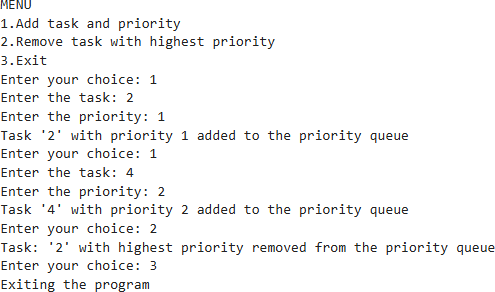 MENU
1.Add task and priority
2.Remove task with highest priority
3.Exit
Enter your choice: 1
Enter the task: 2
Enter the priority: 1
Task '2' with priority 1 added to the priority queue
Enter your choice: 1
Enter the task: 4
Enter the priority: 2
Task '4' with priority 2 added to the priority queue
Enter your choice: 2
Task: '2' with highest priority removed from the priority queue
Enter your choice: 3
Exiting the program